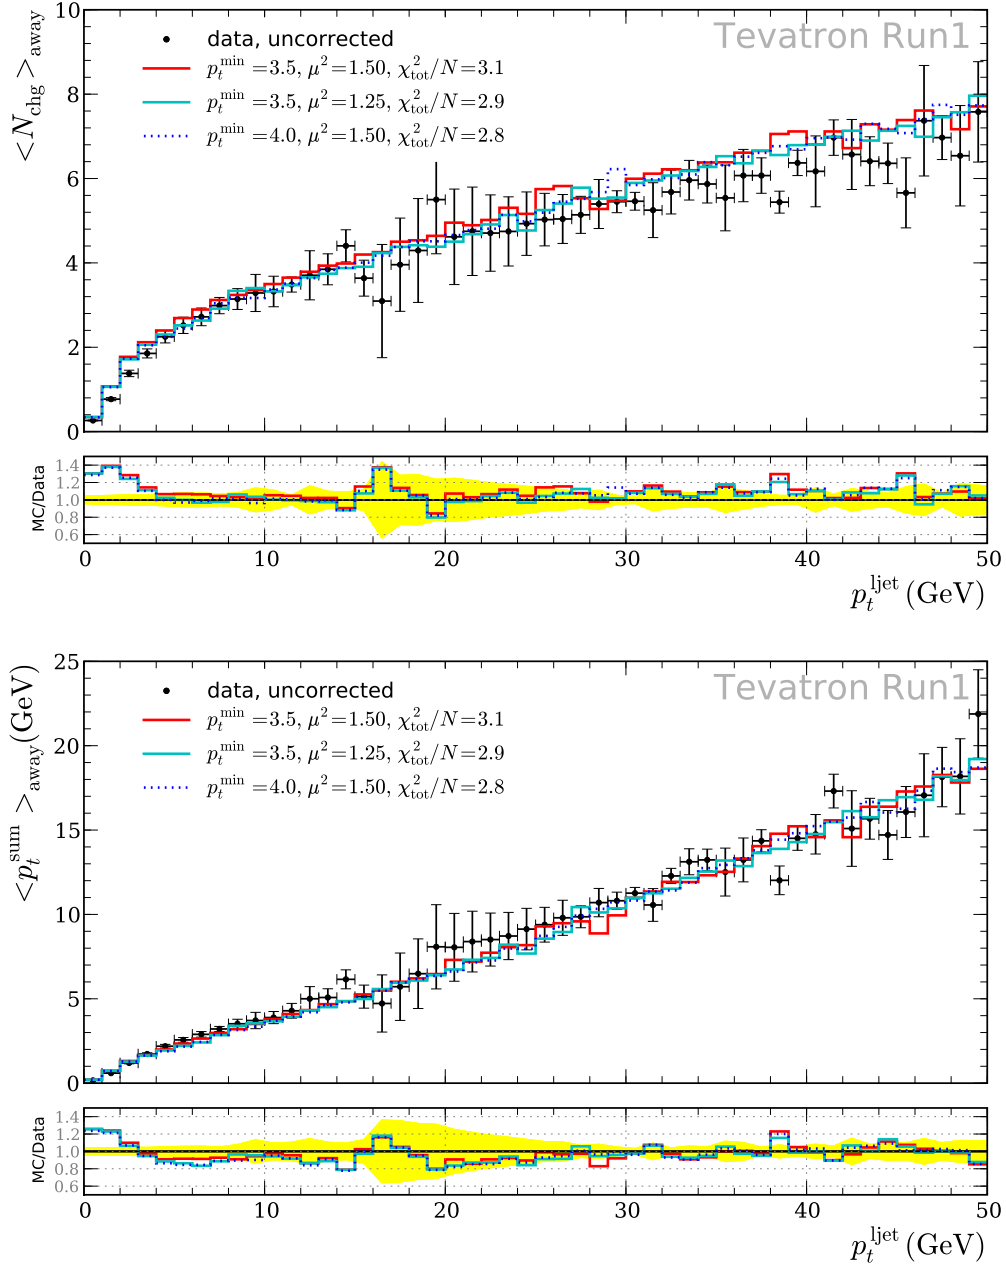 10
8
6
4
2
0
<N_chg>_away
Tevatron Run1
data, uncorrected
p_t^min=3.5, μ²=1.50, χ²_tot/N=3.1
p_t^min=3.5, μ²=1.25, χ²_tot/N=2.9
p_t^min=4.0, μ²=1.50, χ²_tot/N=2.8
MC/Data
1.4
1.2
1.0
0.8
0.6
0 10 20 30 40 50
p_t^ljet (GeV)
25
20
15
10
5
0
<p_t^sum>_away(GeV)
Tevatron Run1
data, uncorrected
p_t^min=3.5, μ²=1.50, χ²_tot/N=3.1
p_t^min=3.5, μ²=1.25, χ²_tot/N=2.9
p_t^min=4.0, μ²=1.50, χ²_tot/N=2.8
MC/Data
1.4
1.2
1.0
0.8
0.6
0 10 20 30 40 50
p_t^ljet (GeV)